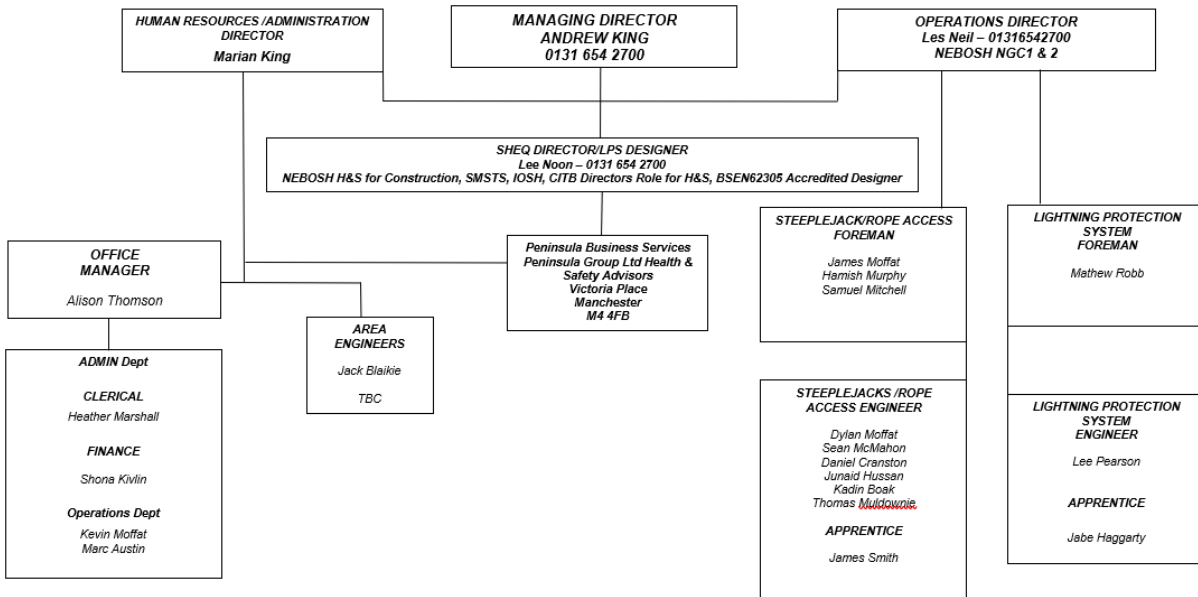 HUMAN RESOURCES /ADMINISTRATION
DIRECTOR
Marian King
MANAGING DIRECTOR
ANDREW KING
0131 654 2700
OPERATIONS DIRECTOR
Les Neil – 01316542700
NEBOSH NGC1 & 2
SHEQ DIRECTOR/LPS DESIGNER
Lee Noon – 0131 654 2700
NEBOSH H&S for Construction, SMSTS, IOSH, CITB Directors Role for H&S, BSEN62305 Accredited Designer
OFFICE
MANAGER
Alison Thomson
Peninsula Business Services
Peninsula Group Ltd Health &
Safety Advisors
Victoria Place
Manchester
M4 4FB
STEEPLEJACK/ROPE ACCESS
FOREMAN
James Moffat
Hamish Murphy
Samuel Mitchell
LIGHTNING PROTECTION
SYSTEM
FOREMAN
Mathew Robb
AREA
ENGINEERS
Jack Blaikie
TBC
ADMIN Dept
CLERICAL
Heather Marshall
FINANCE
Shona Kivlin
Operations Dept
Kevin Moffat
Marc Austin
STEEPLEJACKS /ROPE
ACCESS ENGINEER
Dylan Moffat
Sean McMahon
Daniel Cranston
Junaid Hussan
Kadin Boak
Thomas Muldownie
APPRENTICE
James Smith
LIGHTNING PROTECTION
SYSTEM
ENGINEER
Lee Pearson
APPRENTICE
Jabe Haggarty